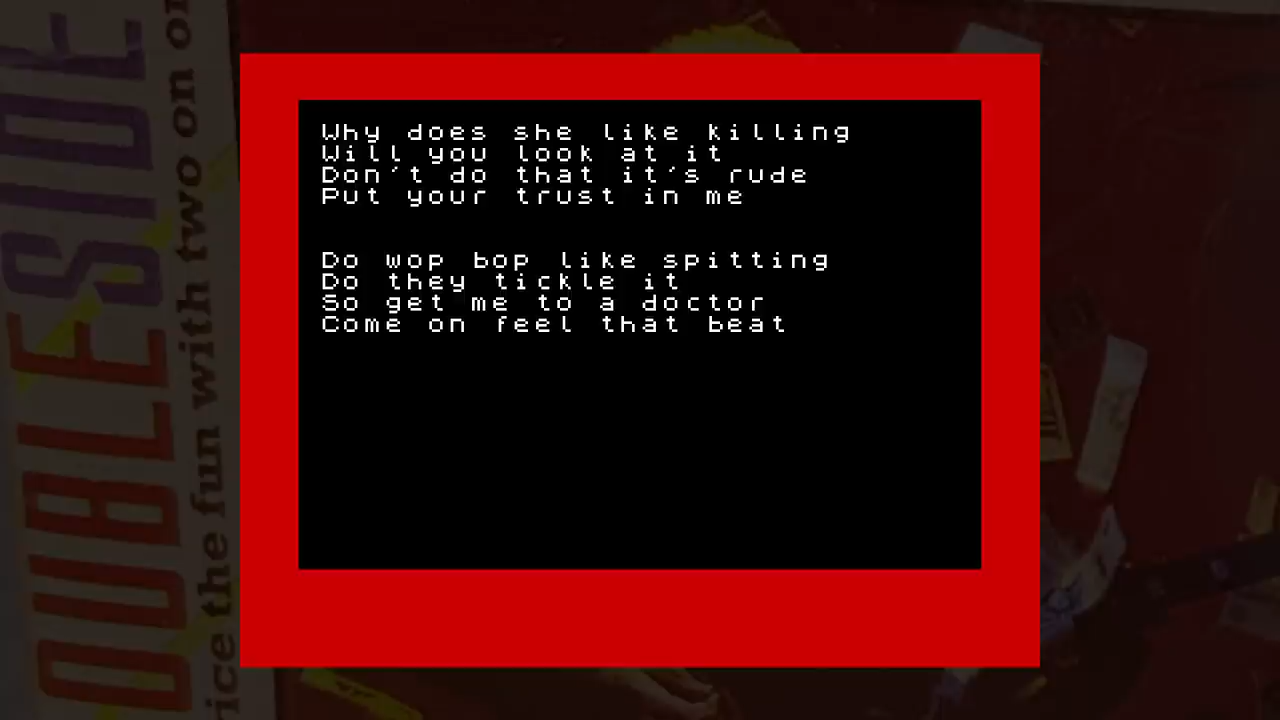 Why does she like killing
Will you look at it
Don't do that it's rude
Put your trust in me
Do wop bop like spitting
Do they tickle it
So get me to a doctor
Come on feel that beat
OUBLESIDE
ice the fun with two on